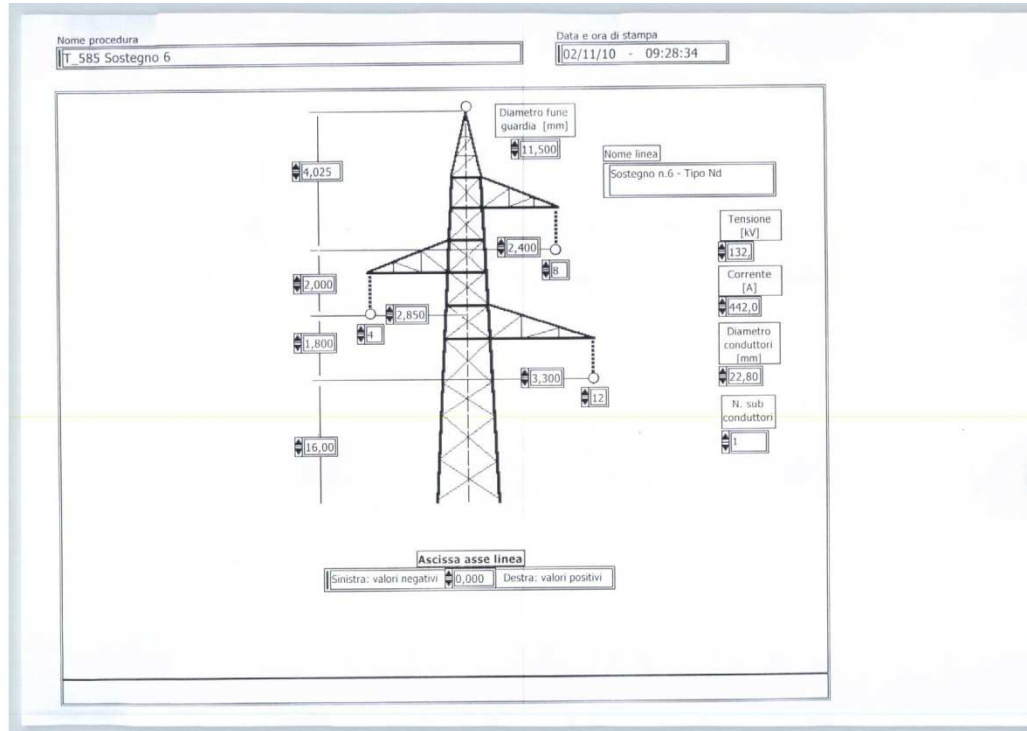 Nome procedura
T_585 Sostegno 6
Data e ora di stampa
02/11/10 - 09:28:34
Diametro fune
guardia [mm]
11,500
4,025
Nome linea
Sostegno n.6 - Tipo Nd
Tensione
[kV]
132,
2,400
8
Corrente
[A]
442,0
2,000
2,850
4
1,800
Diametro
conduttori
[mm]
22,80
3,300
12
N. sub
conduttori
1
16,00
Ascissa asse linea
Sinistra: valori negativi 0,000 Destra: valori positivi